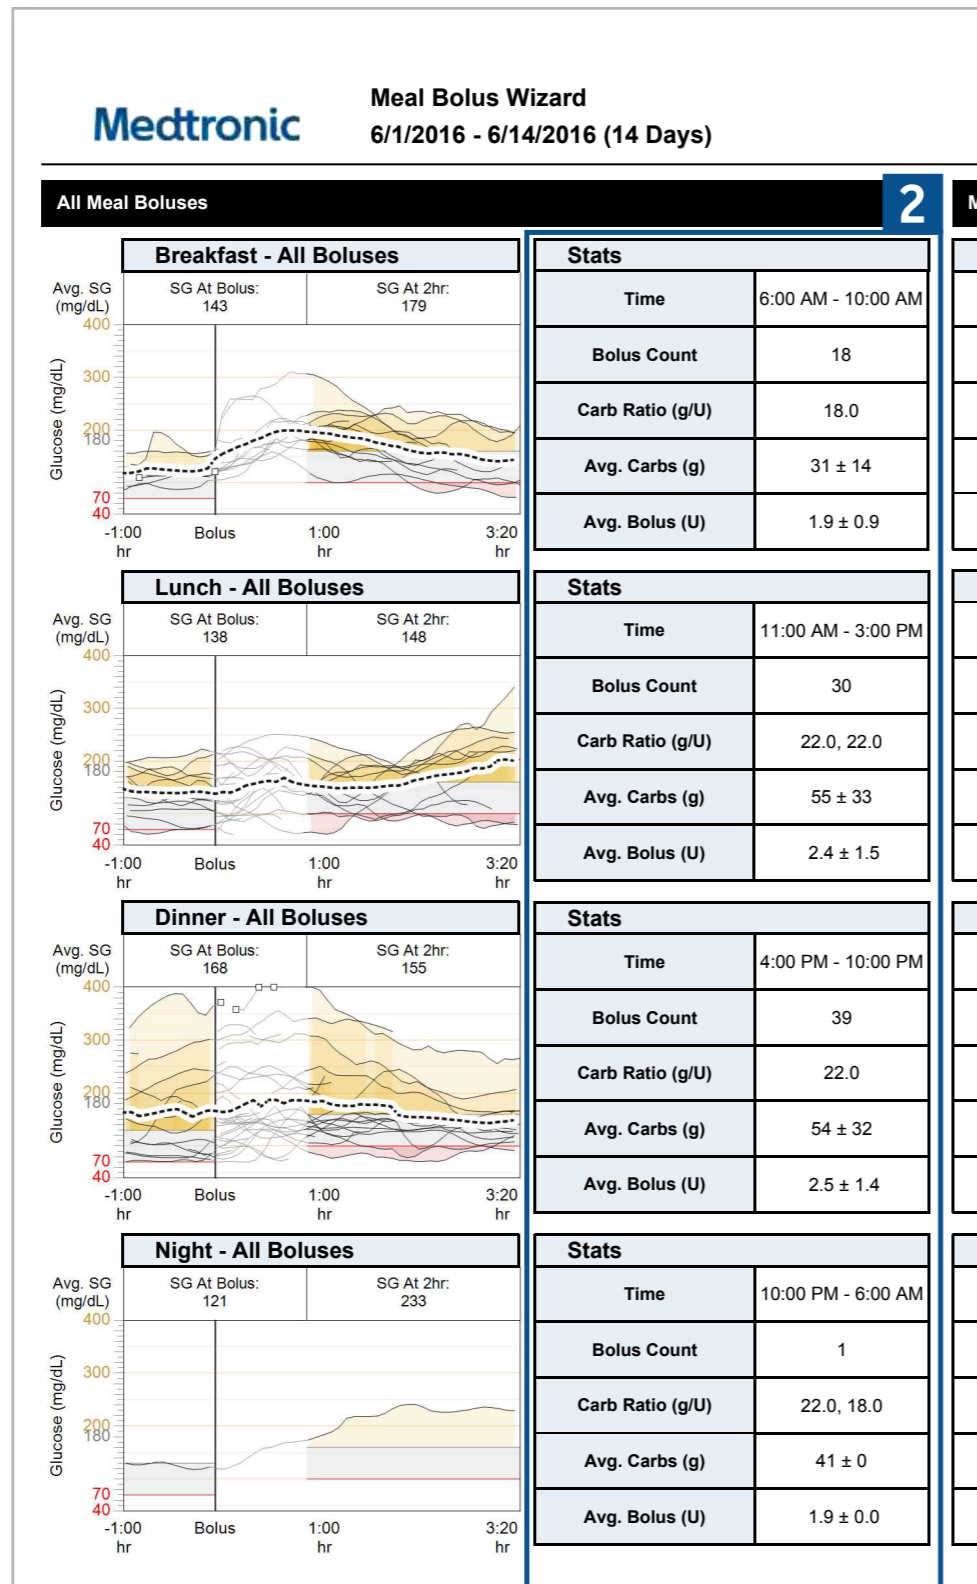 Medtronic
Meal Bolus Wizard
6/1/2016 - 6/14/2016 (14 Days)
All Meal Boluses
2
M
Breakfast - All Boluses
Avg. SG
(mg/dL)
SG At Bolus:
143
SG At 2hr:
179
Glucose (mg/dL)
400
300
200
180
70
40
-1:00
hr
Bolus
1:00
hr
3:20
hr
Stats
Time 6:00 AM - 10:00 AM
Bolus Count 18
Carb Ratio (g/U) 18.0
Avg. Carbs (g) 31 ± 14
Avg. Bolus (U) 1.9 ± 0.9
Lunch - All Boluses
Avg. SG
(mg/dL)
SG At Bolus:
138
SG At 2hr:
148
Glucose (mg/dL)
400
300
200
180
70
40
-1:00
hr
Bolus
1:00
hr
3:20
hr
Stats
Time 11:00 AM - 3:00 PM
Bolus Count 30
Carb Ratio (g/U) 22.0, 22.0
Avg. Carbs (g) 55 ± 33
Avg. Bolus (U) 2.4 ± 1.5
Dinner - All Boluses
Avg. SG
(mg/dL)
SG At Bolus:
168
SG At 2hr:
155
Glucose (mg/dL)
400
300
200
180
70
40
-1:00
hr
Bolus
1:00
hr
3:20
hr
Stats
Time 4:00 PM - 10:00 PM
Bolus Count 39
Carb Ratio (g/U) 22.0
Avg. Carbs (g) 54 ± 32
Avg. Bolus (U) 2.5 ± 1.4
Night - All Boluses
Avg. SG
(mg/dL)
SG At Bolus:
121
SG At 2hr:
233
Glucose (mg/dL)
400
300
200
180
70
40
-1:00
hr
Bolus
1:00
hr
3:20
hr
Stats
Time 10:00 PM - 6:00 AM
Bolus Count 1
Carb Ratio (g/U) 22.0, 18.0
Avg. Carbs (g) 41 ± 0
Avg. Bolus (U) 1.9 ± 0.0